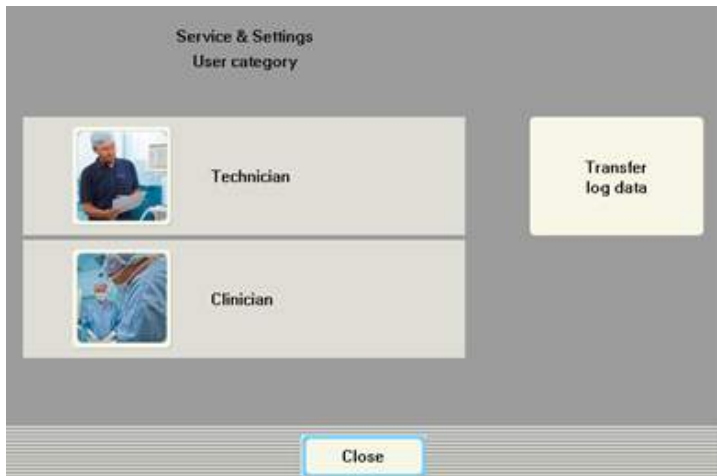 Service & Settings
User category
Technician
Transfer
log data
Clinician
Close